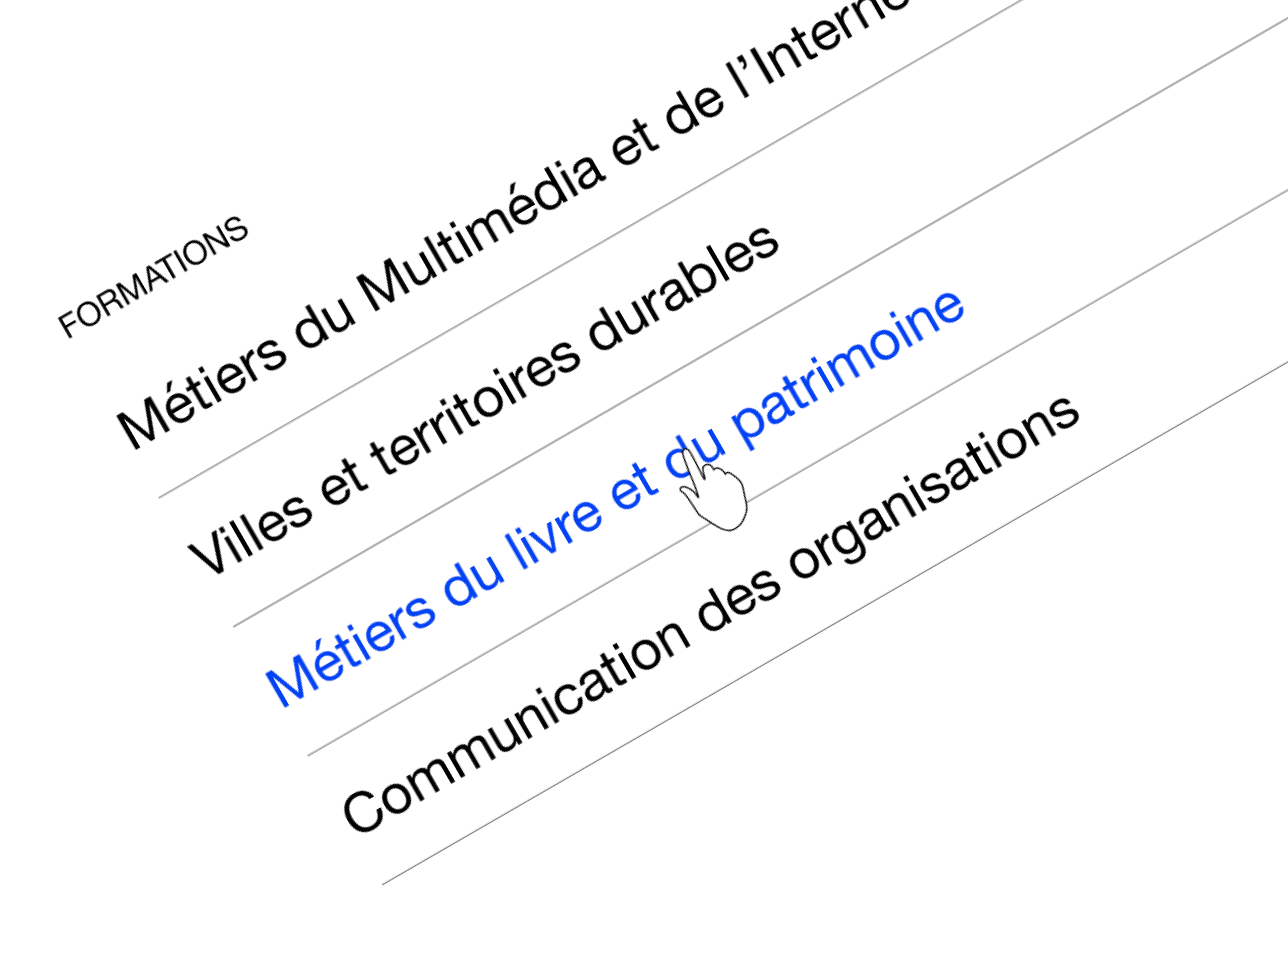 FORMATIONS
Métiers du Multimédia et de l’Interne
Villes et territoires durables
Métiers du livre et du patrimoine
Communication des organisations